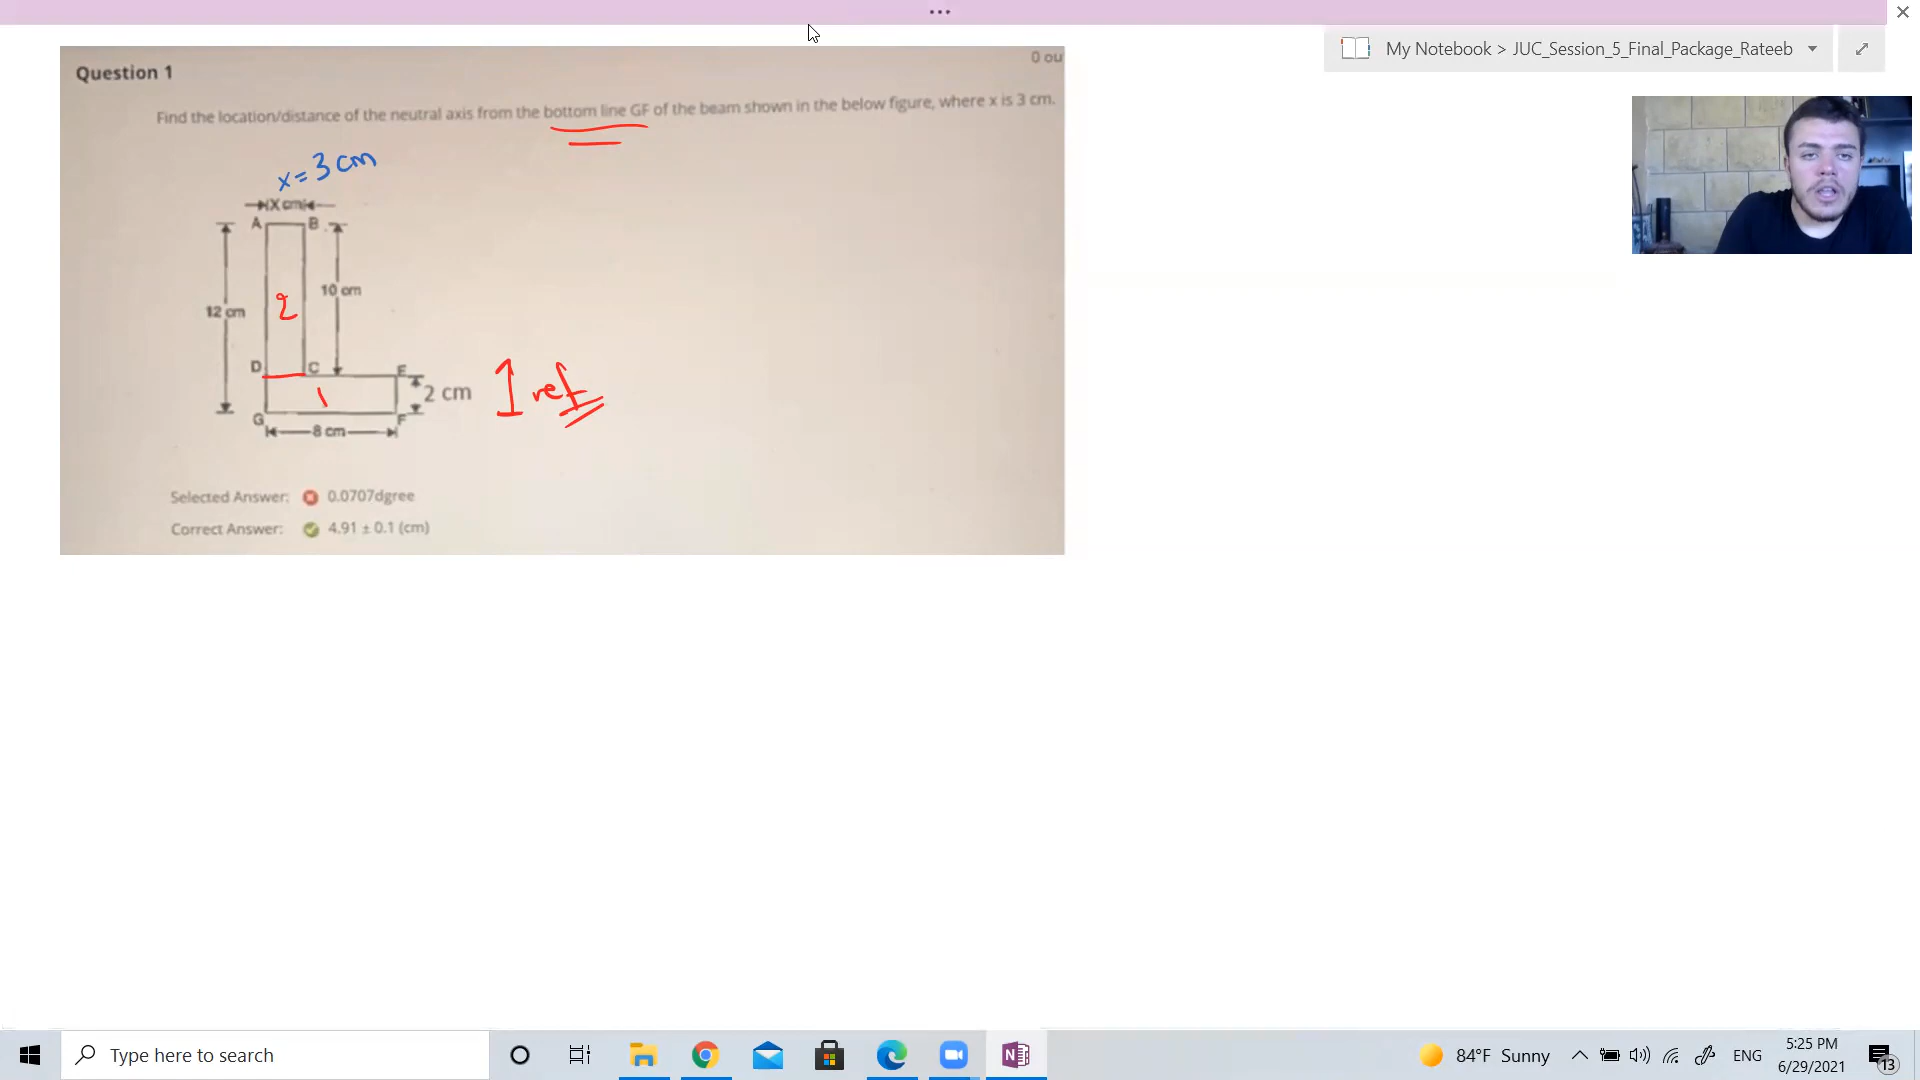 My Notebook > JUC_Session_5_Final_Package_Rateeb
0 ou
Question 1
Find the location/distance of the neutral axis from the bottom line GF of the beam shown in the below figure, where x is 3 cm.
x = 3 cm
X cm
A
B
12 cm
10 cm
2
D
C
E
1
2 cm
ref
G
F
8 cm
Selected Answer: 0.0707dgree
Correct Answer: 4.91 ± 0.1 (cm)
Type here to search
84°F Sunny
ENG
5:25 PM
6/29/2021
13